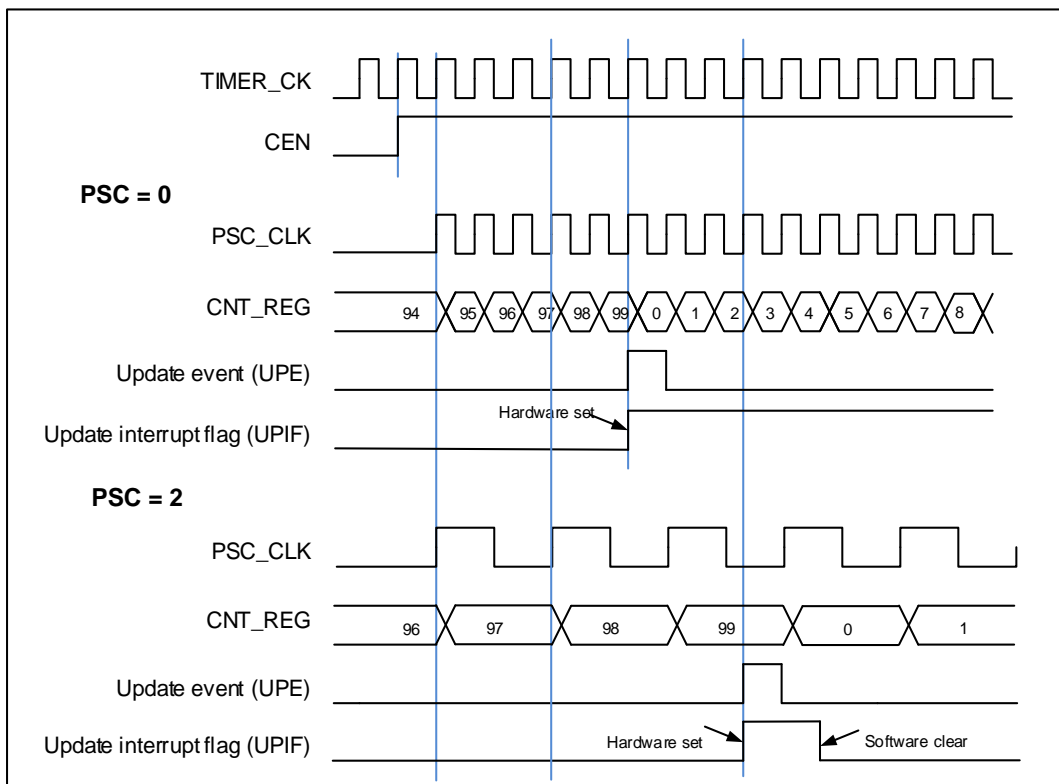 TIMER_CK
CEN
PSC = 0
PSC_CLK
CNT_REG 94 95 96 97 98 99 0 1 2 3 4 5 6 7 8
Update event (UPE)
Hardware set
Update interrupt flag (UPIF)
PSC = 2
PSC_CLK
CNT_REG 96 97 98 99 0 1
Update event (UPE)
Update interrupt flag (UPIF) Hardware set Software clear